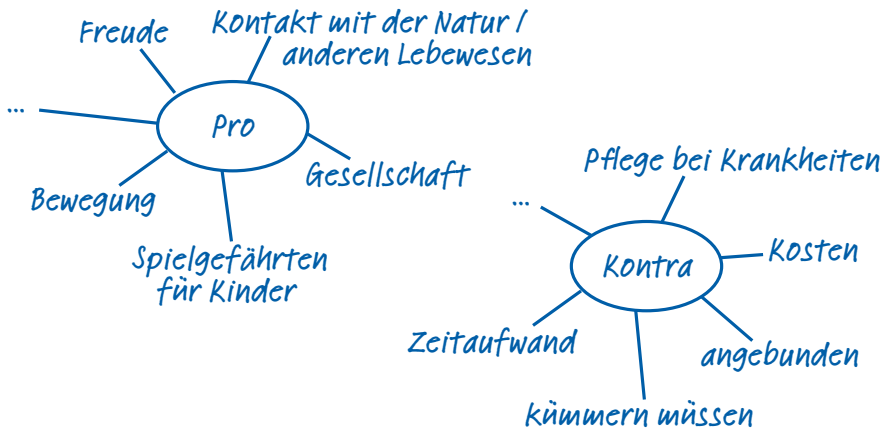 Freude
Kontakt mit der Natur /
anderen Lebewesen
...
Pro
Gesellschaft
Bewegung
Spielgefährten
für Kinder
Pflege bei Krankheiten
...
Kontra
Kosten
Zeitaufwand
angebunden
kümmern müssen